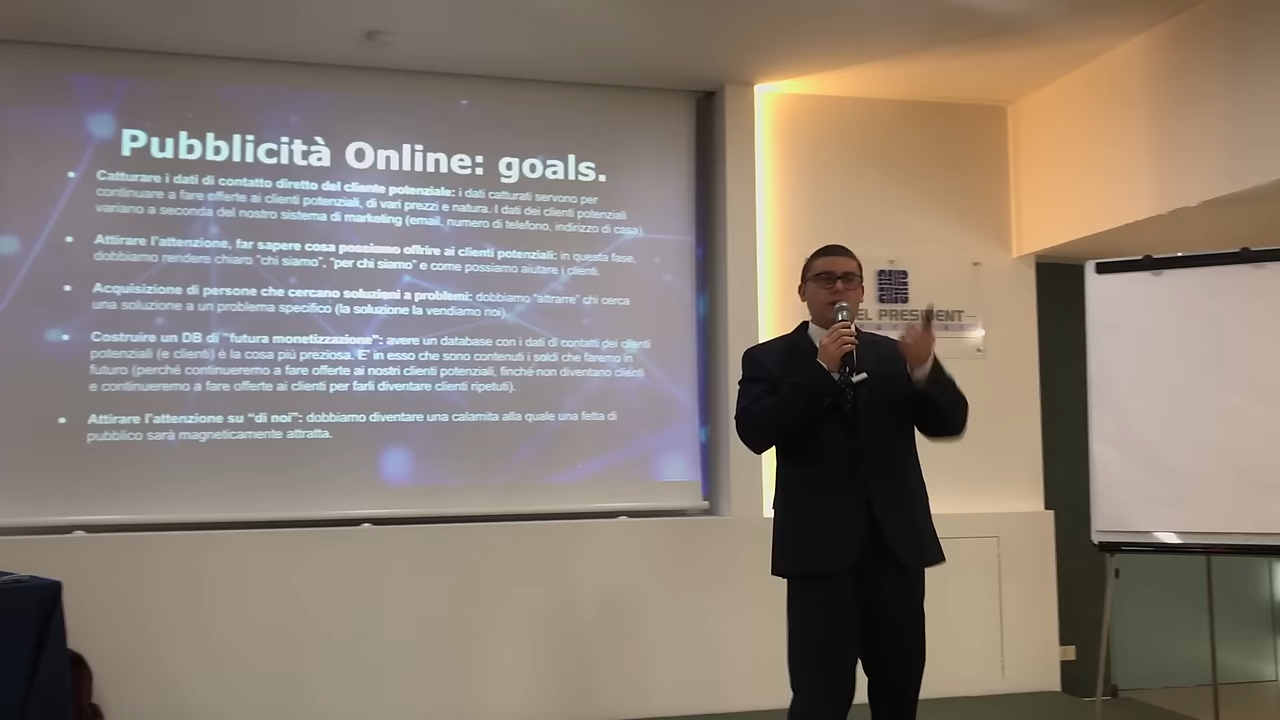 Pubblicità Online: goals.
• Catturare i dati di contatto diretto del cliente potenziale: i dati catturati servono per
continuare a fare offerte ai clienti potenziali, di vari prezzi e natura. I dati dei clienti potenziali
variano a seconda del nostro sistema di marketing (email, numero di telefono, indirizzo di casa)
• Attirare l'attenzione, far sapere cosa possiamo offrire ai clienti potenziali: in questa fase,
dobbiamo rendere chiaro "chi siamo", "per chi siamo" e come possiamo aiutare i clienti.
• Acquisizione di persone che cercano soluzioni a problemi: dobbiamo "attrarre" chi cerca
una soluzione a un problema specifico (la soluzione la vendiamo noi)
• Costruire un DB di "futura monetizzazione": avere un database con i dati di contatti dei clienti
potenziali (e clienti) è la cosa più preziosa. E' in esso che sono contenuti i soldi che faremo in
futuro (perché continueremo a fare offerte ai nostri clienti potenziali, finché non diventano clienti
e continueremo a fare offerte ai clienti per farli diventare clienti ripetuti).
• Attirare l'attenzione su "di noi": dobbiamo diventare una calamita alla quale una fetta di
pubblico sarà magneticamente attratta.
EL PRESIDENT